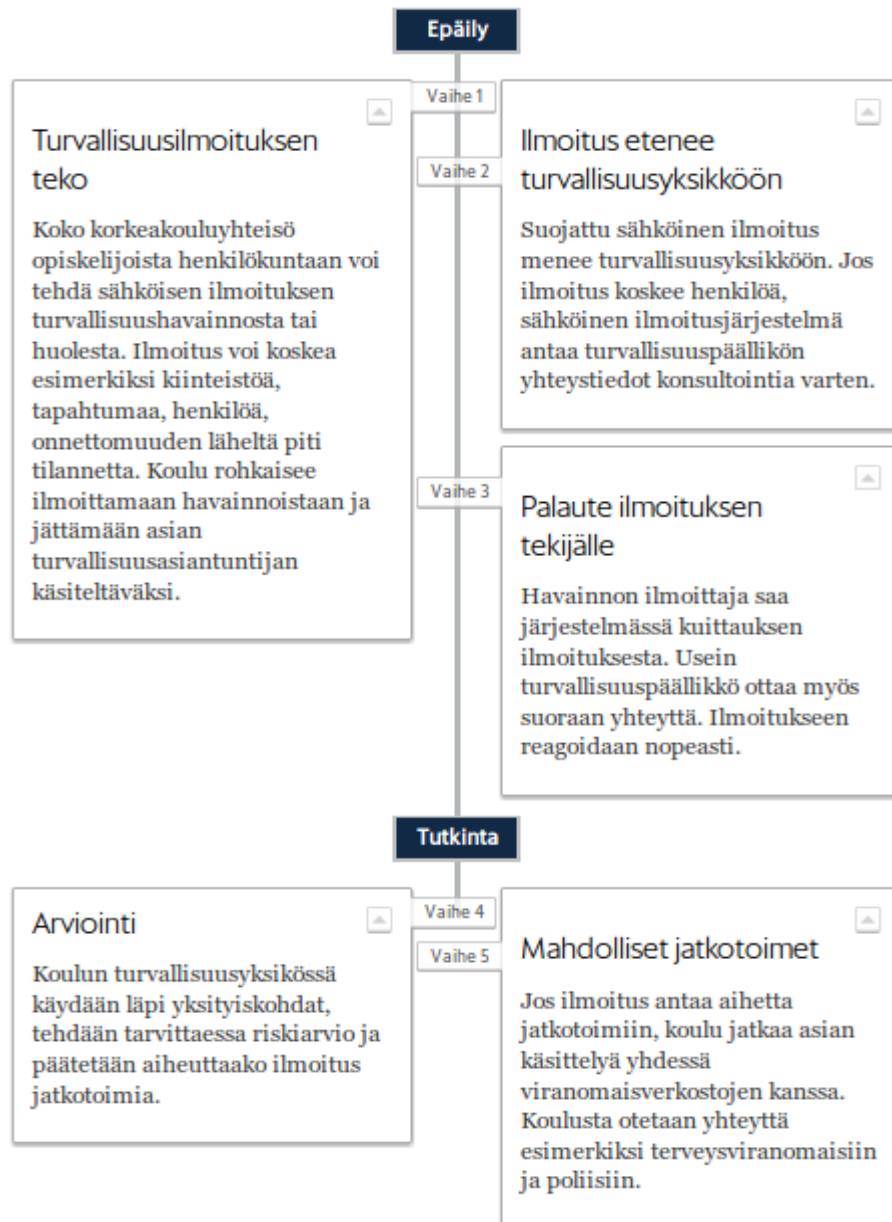 Epäily
Vaihe 1
Turvallisuusilmoituksen
teko
Koko korkeakouluyhteisö
opiskelijoista henkilökuntaan voi
tehdä sähköisen ilmoituksen
turvallisuushavainnosta tai
huolesta. Ilmoitus voi koskea
esimerkiksi kiinteistöä,
tapahtumaa, henkilöä,
onnettomuuden läheltä piti
tilannetta. Koulu rohkaisee
ilmoittamaan havainnoistaan ja
jättämään asian
turvallisuusasiantuntijan
käsiteltäväksi.
Vaihe 2
Ilmoitus etenee
turvallisuusyksikköön
Suojattu sähköinen ilmoitus
menee turvallisuusyksikköön. Jos
ilmoitus koskee henkilöä,
sähköinen ilmoitusjärjestelmä
antaa turvallisuuspäällikön
yhteystiedot konsultointia varten.
Vaihe 3
Palaute ilmoituksen
tekijälle
Havainnon ilmoittaja saa
järjestelmässä kuittauksen
ilmoituksesta. Usein
turvallisuuspäällikkö ottaa myös
suoraan yhteyttä. Ilmoitukseen
reagoidaan nopeasti.
Tutkinta
Vaihe 4
Arviointi
Koulun turvallisuusyksikössä
käydään läpi yksityiskohdat,
tehdään tarvittaessa riskiarvio ja
päätetään aiheuttaako ilmoitus
jatkotoimia.
Vaihe 5
Mahdolliset jatkotoimet
Jos ilmoitus antaa aihetta
jatkotoimiin, koulu jatkaa asian
käsittelyä yhdessä
viranomaisverkostojen kanssa.
Koulusta otetaan yhteyttä
esimerkiksi terveysviranomaisiin
ja poliisiin.